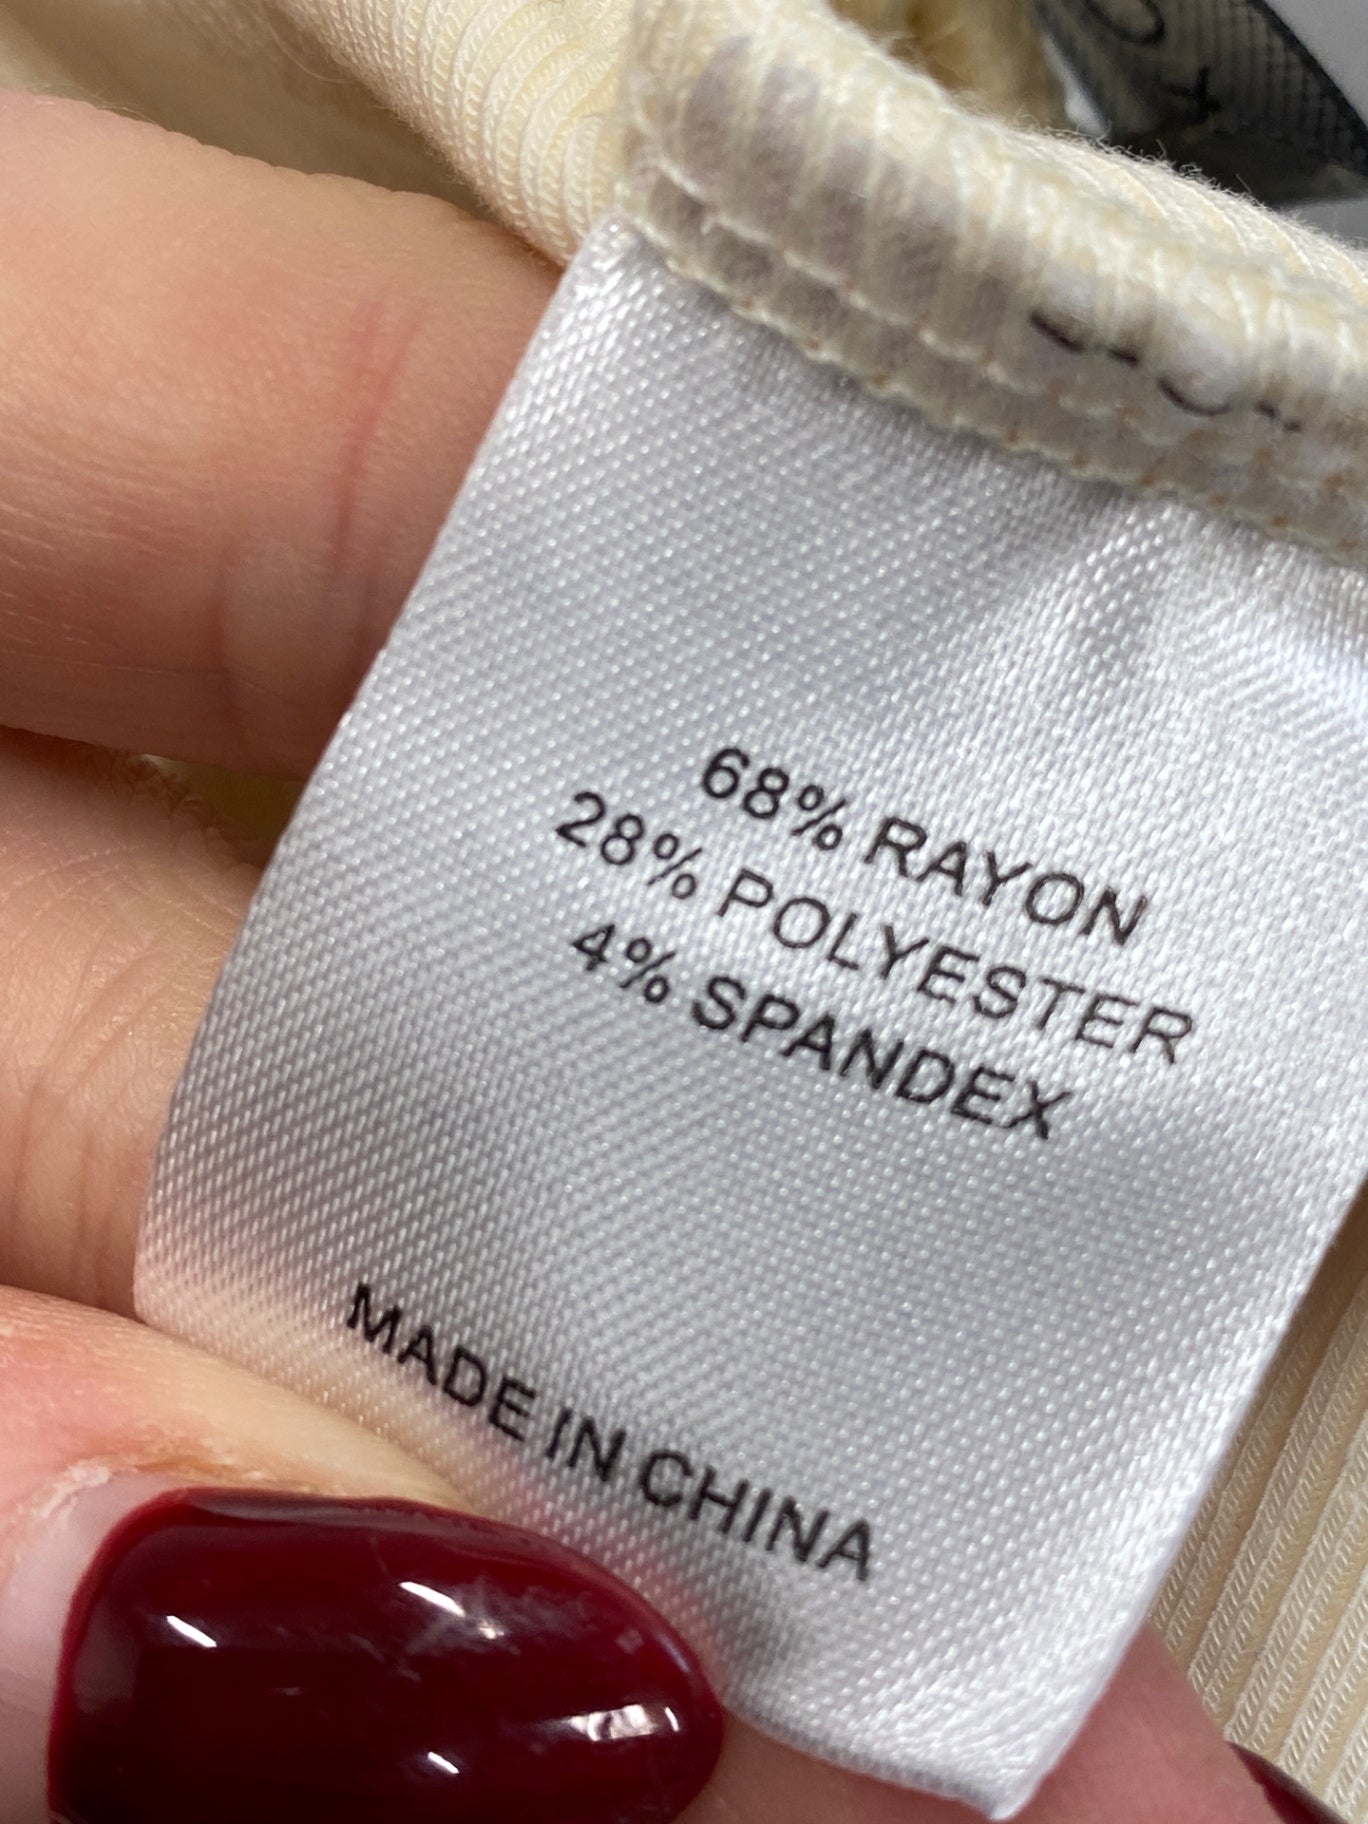 68% RAYON
28% POLYESTER
4% SPANDEX
MADE IN CHINA